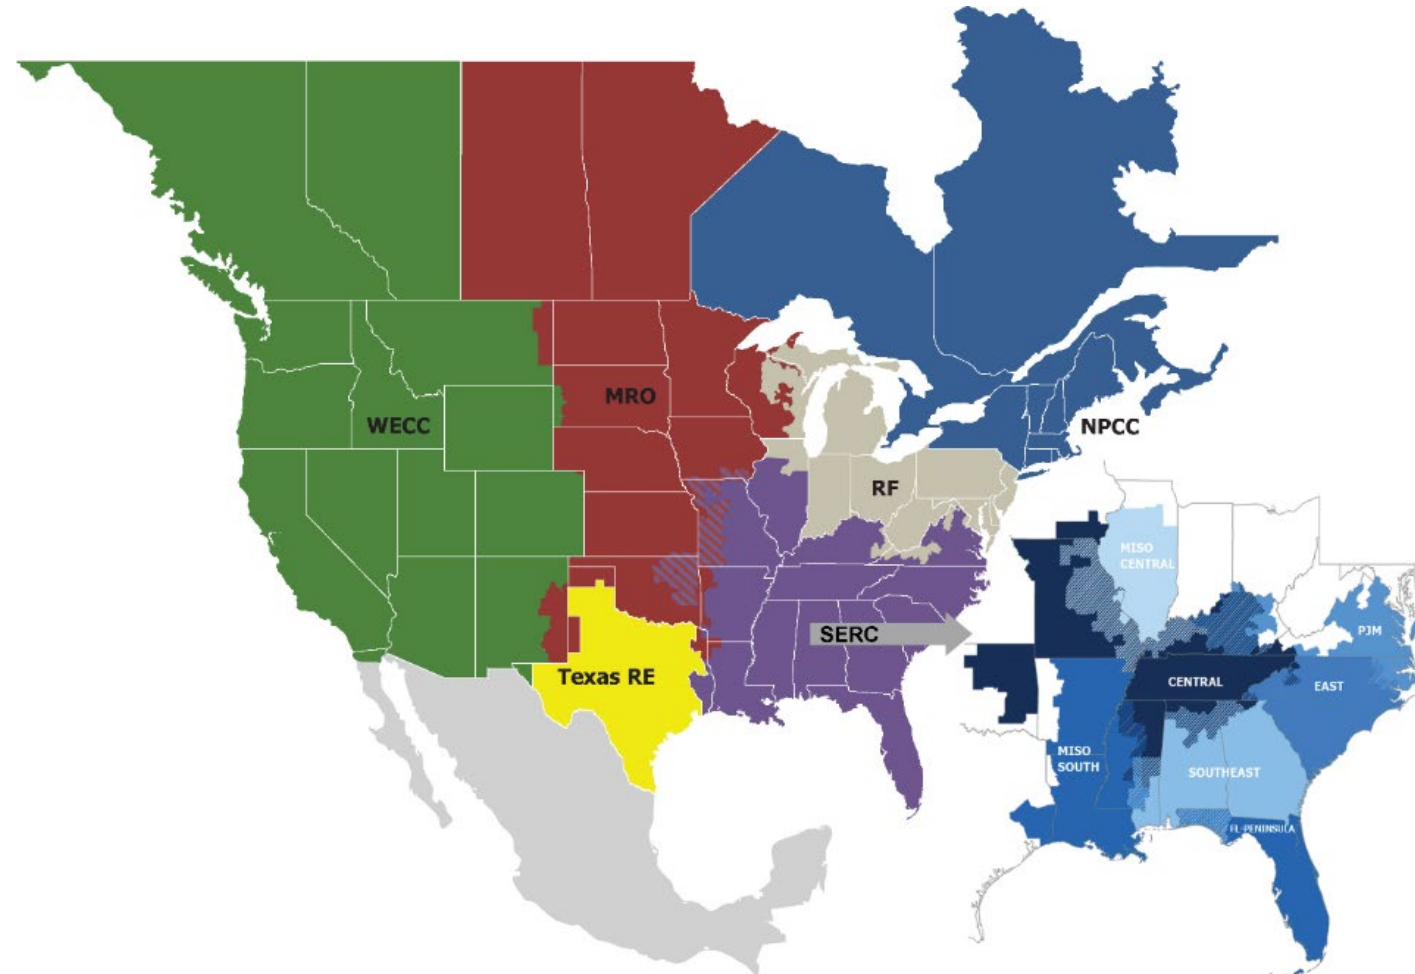 MRO
WECC
NPCC
RF
SERC
Texas RE
MISO
CENTRAL
PJM
CENTRAL
EAST
MISO
SOUTH
SOUTHEAST
FL-PENINSULA